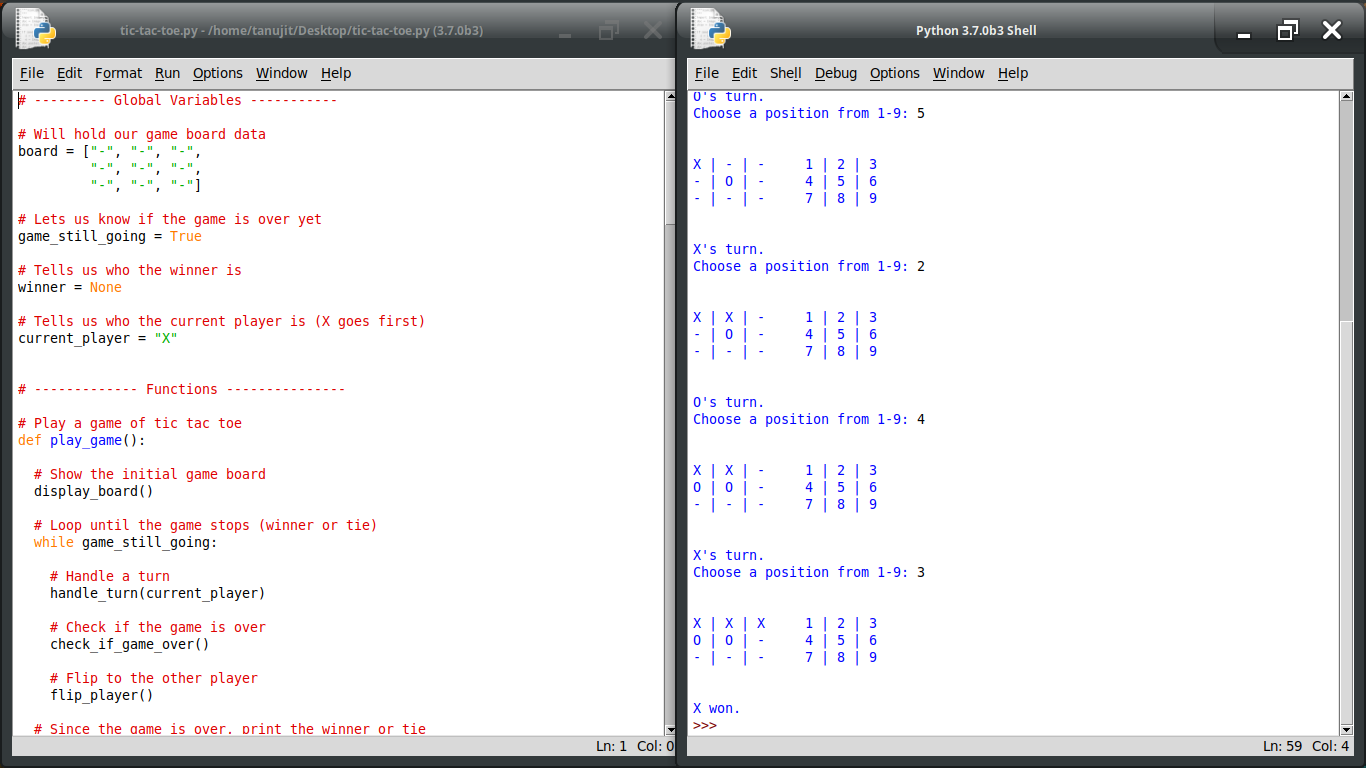 tic-tac-toe.py - /home/tanujit/Desktop/tic-tac-toe.py (3.7.0b3)
File Edit Format Run Options Window Help
# --------- Global Variables -----------
# Will hold our game board data
board = ["-", "-", "-",
         "-", "-", "-",
         "-", "-", "-"]
# Lets us know if the game is over yet
game_still_going = True
# Tells us who the winner is
winner = None
# Tells us who the current player is (X goes first)
current_player = "X"
# ------------- Functions ---------------
# Play a game of tic tac toe
def play_game():
  # Show the initial game board
  display_board()
  # Loop until the game stops (winner or tie)
  while game_still_going:
    # Handle a turn
    handle_turn(current_player)
    # Check if the game is over
    check_if_game_over()
    # Flip to the other player
    flip_player()
  # Since the game is over, print the winner or tie
Ln: 1 Col: 0
Python 3.7.0b3 Shell
File Edit Shell Debug Options Window Help
O's turn.
Choose a position from 1-9: 5
X | - | -     1 | 2 | 3
- | O | -     4 | 5 | 6
- | - | -     7 | 8 | 9
X's turn.
Choose a position from 1-9: 2
X | X | -     1 | 2 | 3
- | O | -     4 | 5 | 6
- | - | -     7 | 8 | 9
O's turn.
Choose a position from 1-9: 4
X | X | -     1 | 2 | 3
O | O | -     4 | 5 | 6
- | - | -     7 | 8 | 9
X's turn.
Choose a position from 1-9: 3
X | X | X     1 | 2 | 3
O | O | -     4 | 5 | 6
- | - | -     7 | 8 | 9
X won.
>>>
Ln: 59 Col: 4